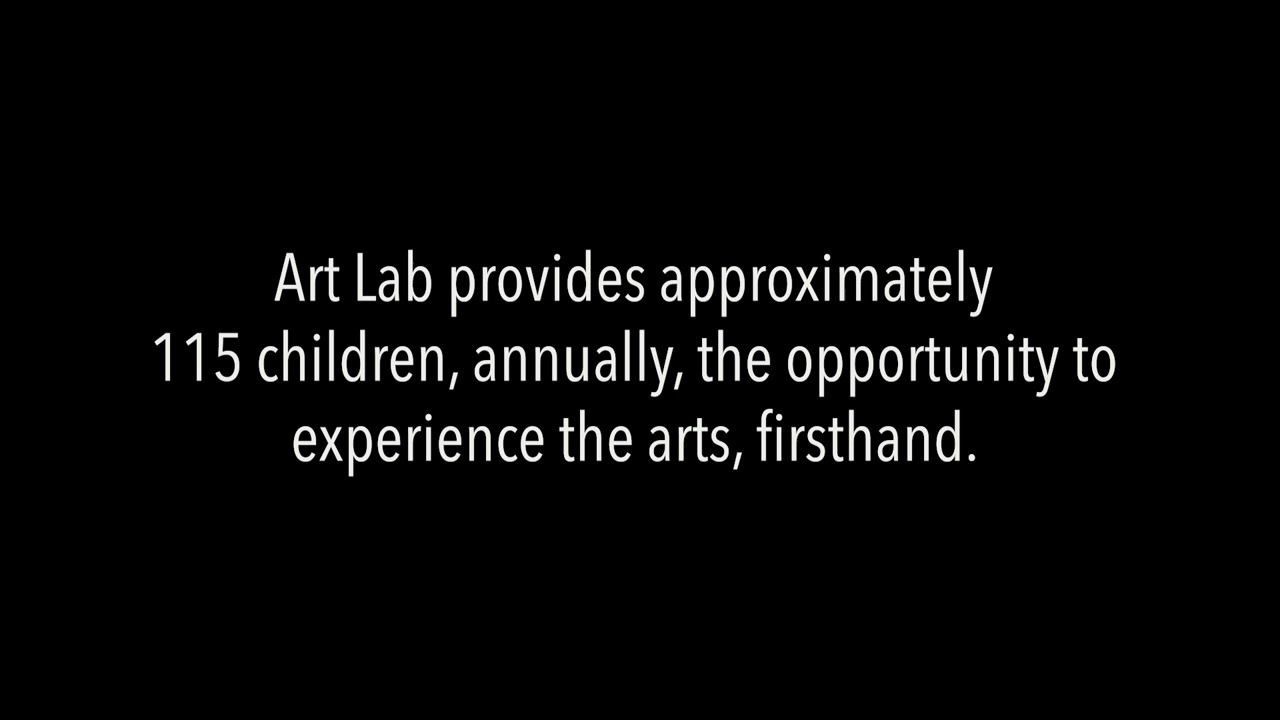 Art Lab provides approximately
115 children, annually, the opportunity to
experience the arts, firsthand.